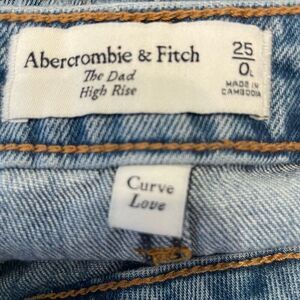 Abercrombie & Fitch
The Dad
High Rise
25
0L
MADE IN
CAMBODIA
Curve
Love